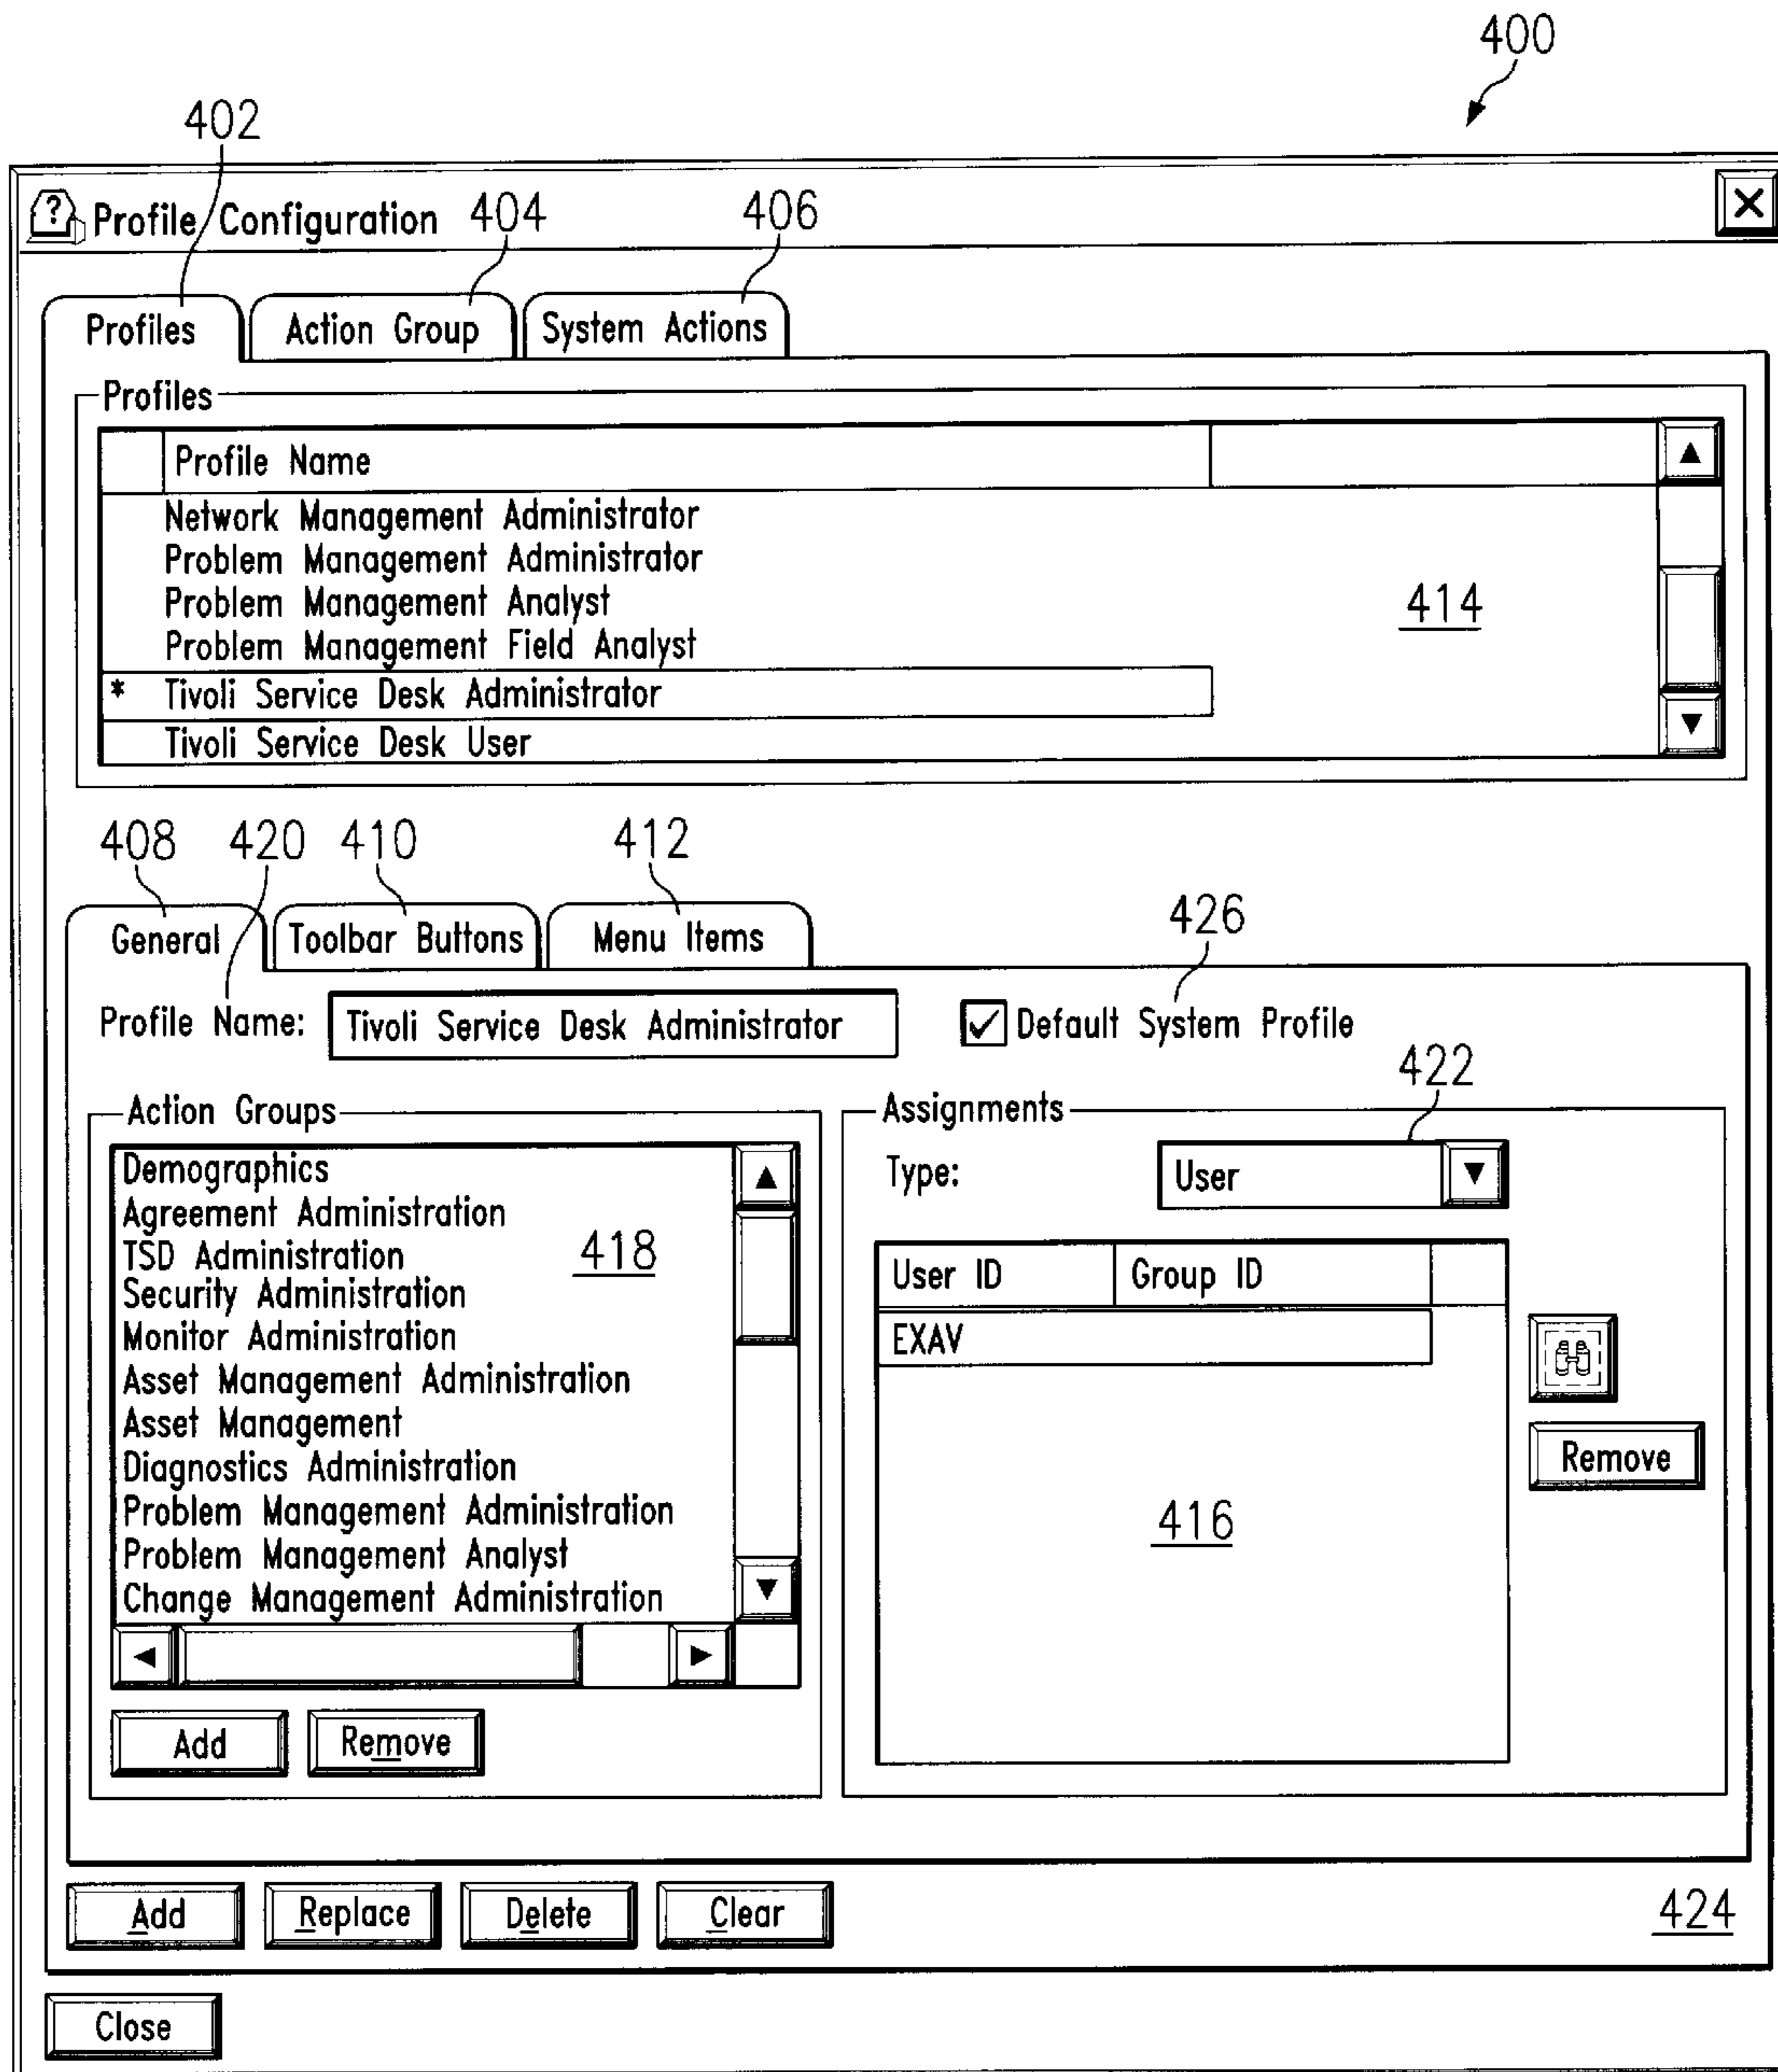 400
402
? Profile Configuration 404 406 X
Profiles Action Group System Actions
Profiles
Profile Name
Network Management Administrator
Problem Management Administrator
Problem Management Analyst
Problem Management Field Analyst
414
* Tivoli Service Desk Administrator
Tivoli Service Desk User
408 420 410 412
426
General Toolbar Buttons Menu Items
Profile Name: Tivoli Service Desk Administrator Default System Profile
422
Action Groups
Demographics
Agreement Administration
TSD Administration
418
Security Administration
Monitor Administration
Asset Management Administration
Asset Management
Diagnostics Administration
Problem Management Administration
Problem Management Analyst
Change Management Administration
Add Remove
Assignments
Type: User
User ID Group ID
EXAV
Remove
416
Add Replace Delete Clear 424
Close